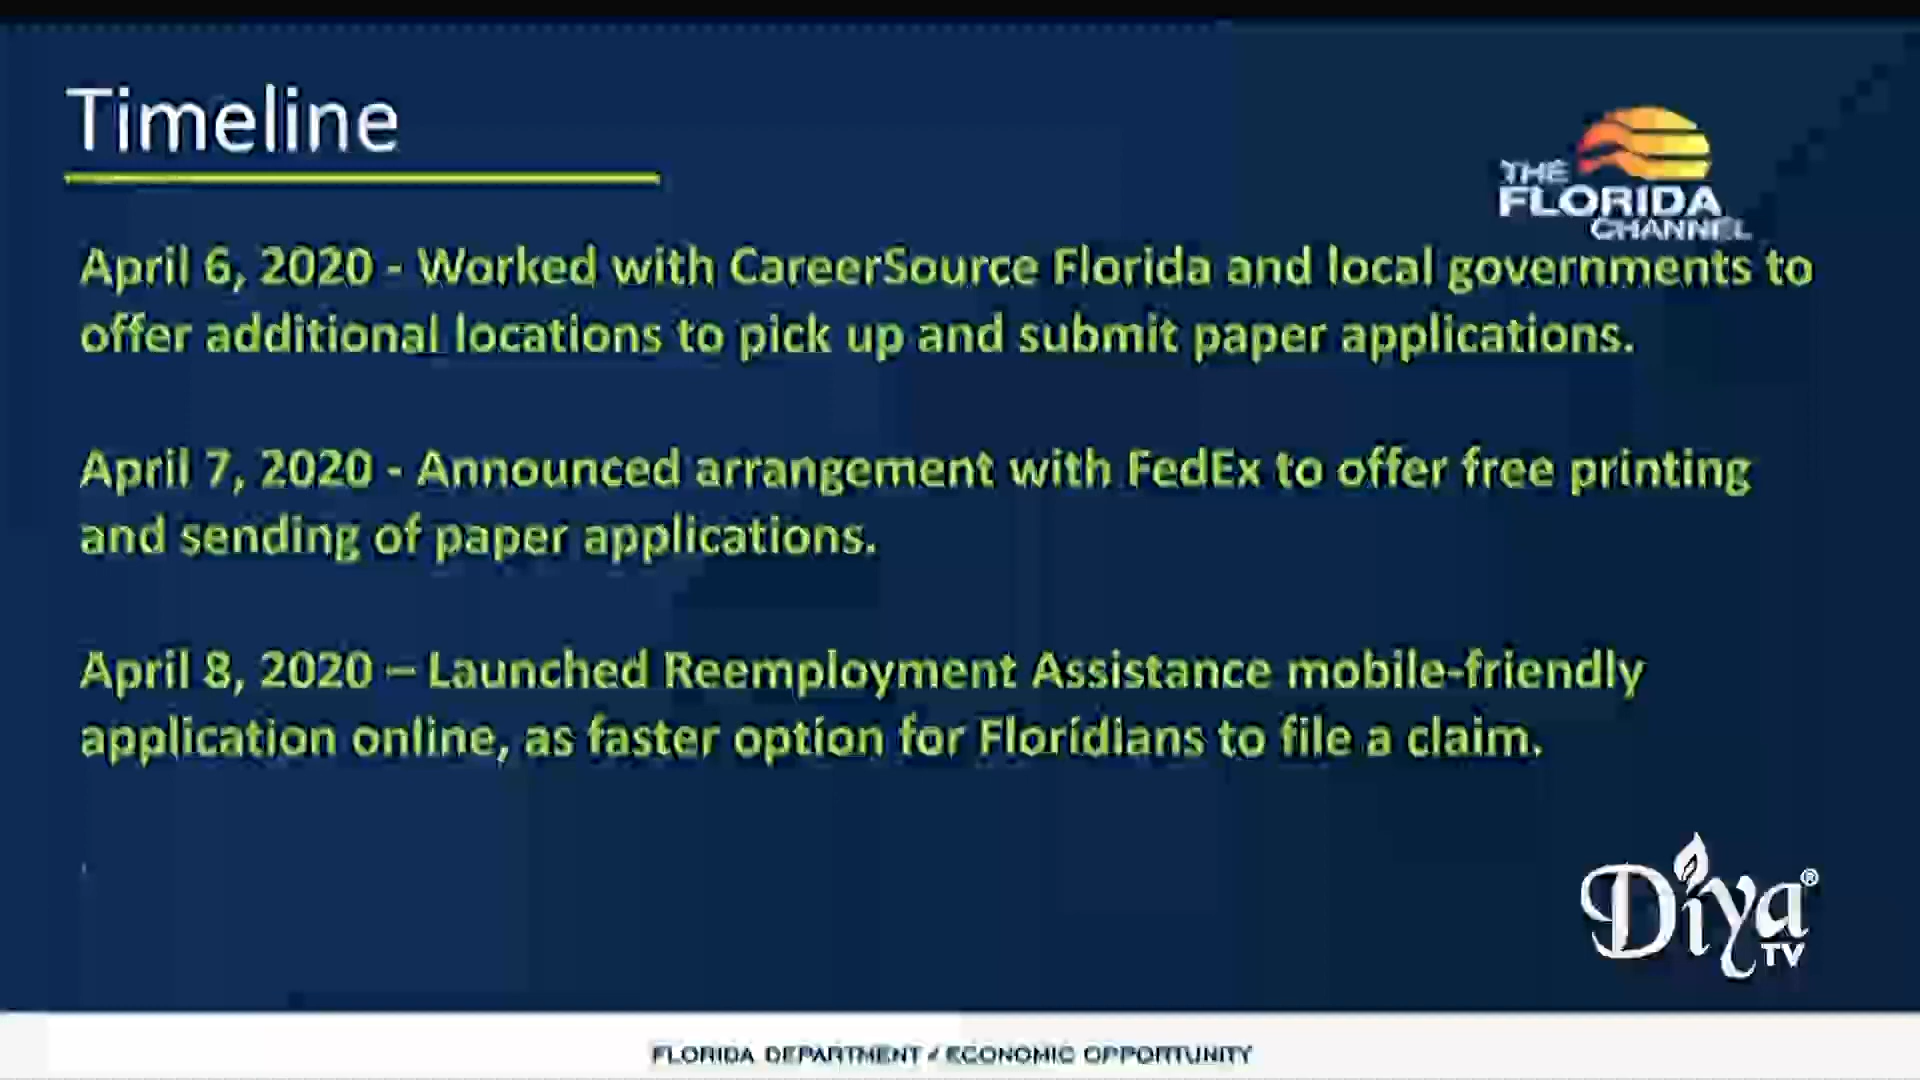 Timeline
THE
FLORIDA
CHANNEL
April 6, 2020 - Worked with CareerSource Florida and local governments to
offer additional locations to pick up and submit paper applications.
April 7, 2020 - Announced arrangement with FedEx to offer free printing
and sending of paper applications.
April 8, 2020 – Launched Reemployment Assistance mobile-friendly
application online, as faster option for Floridians to file a claim.
Diya®
TV
FLORIDA DEPARTMENT / ECONOMIC OPPORTUNITY